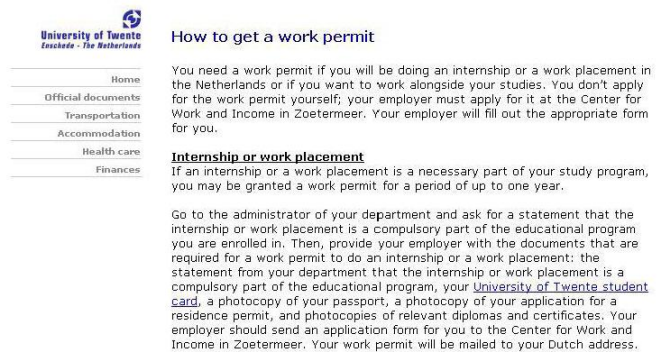 University of Twente
Enschede - The Netherlands
Home
Official documents
Transportation
Accommodation
Health care
Finances
How to get a work permit
You need a work permit if you will be doing an internship or a work placement in
the Netherlands or if you want to work alongside your studies. You don't apply
for the work permit yourself; your employer must apply for it at the Center for
Work and Income in Zoetermeer. Your employer will fill out the appropriate form
for you.
Internship or work placement
If an internship or a work placement is a necessary part of your study program,
you may be granted a work permit for a period of up to one year.
Go to the administrator of your department and ask for a statement that the
internship or work placement is a compulsory part of the educational program
you are enrolled in. Then, provide your employer with the documents that are
required for a work permit to do an internship or a work placement: the
statement from your department that the internship or work placement is a
compulsory part of the educational program, your University of Twente student
card, a photocopy of your passport, a photocopy of your application for a
residence permit, and photocopies of relevant diplomas and certificates. Your
employer should send an application form for you to the Center for Work and
Income in Zoetermeer. Your work permit will be mailed to your Dutch address.